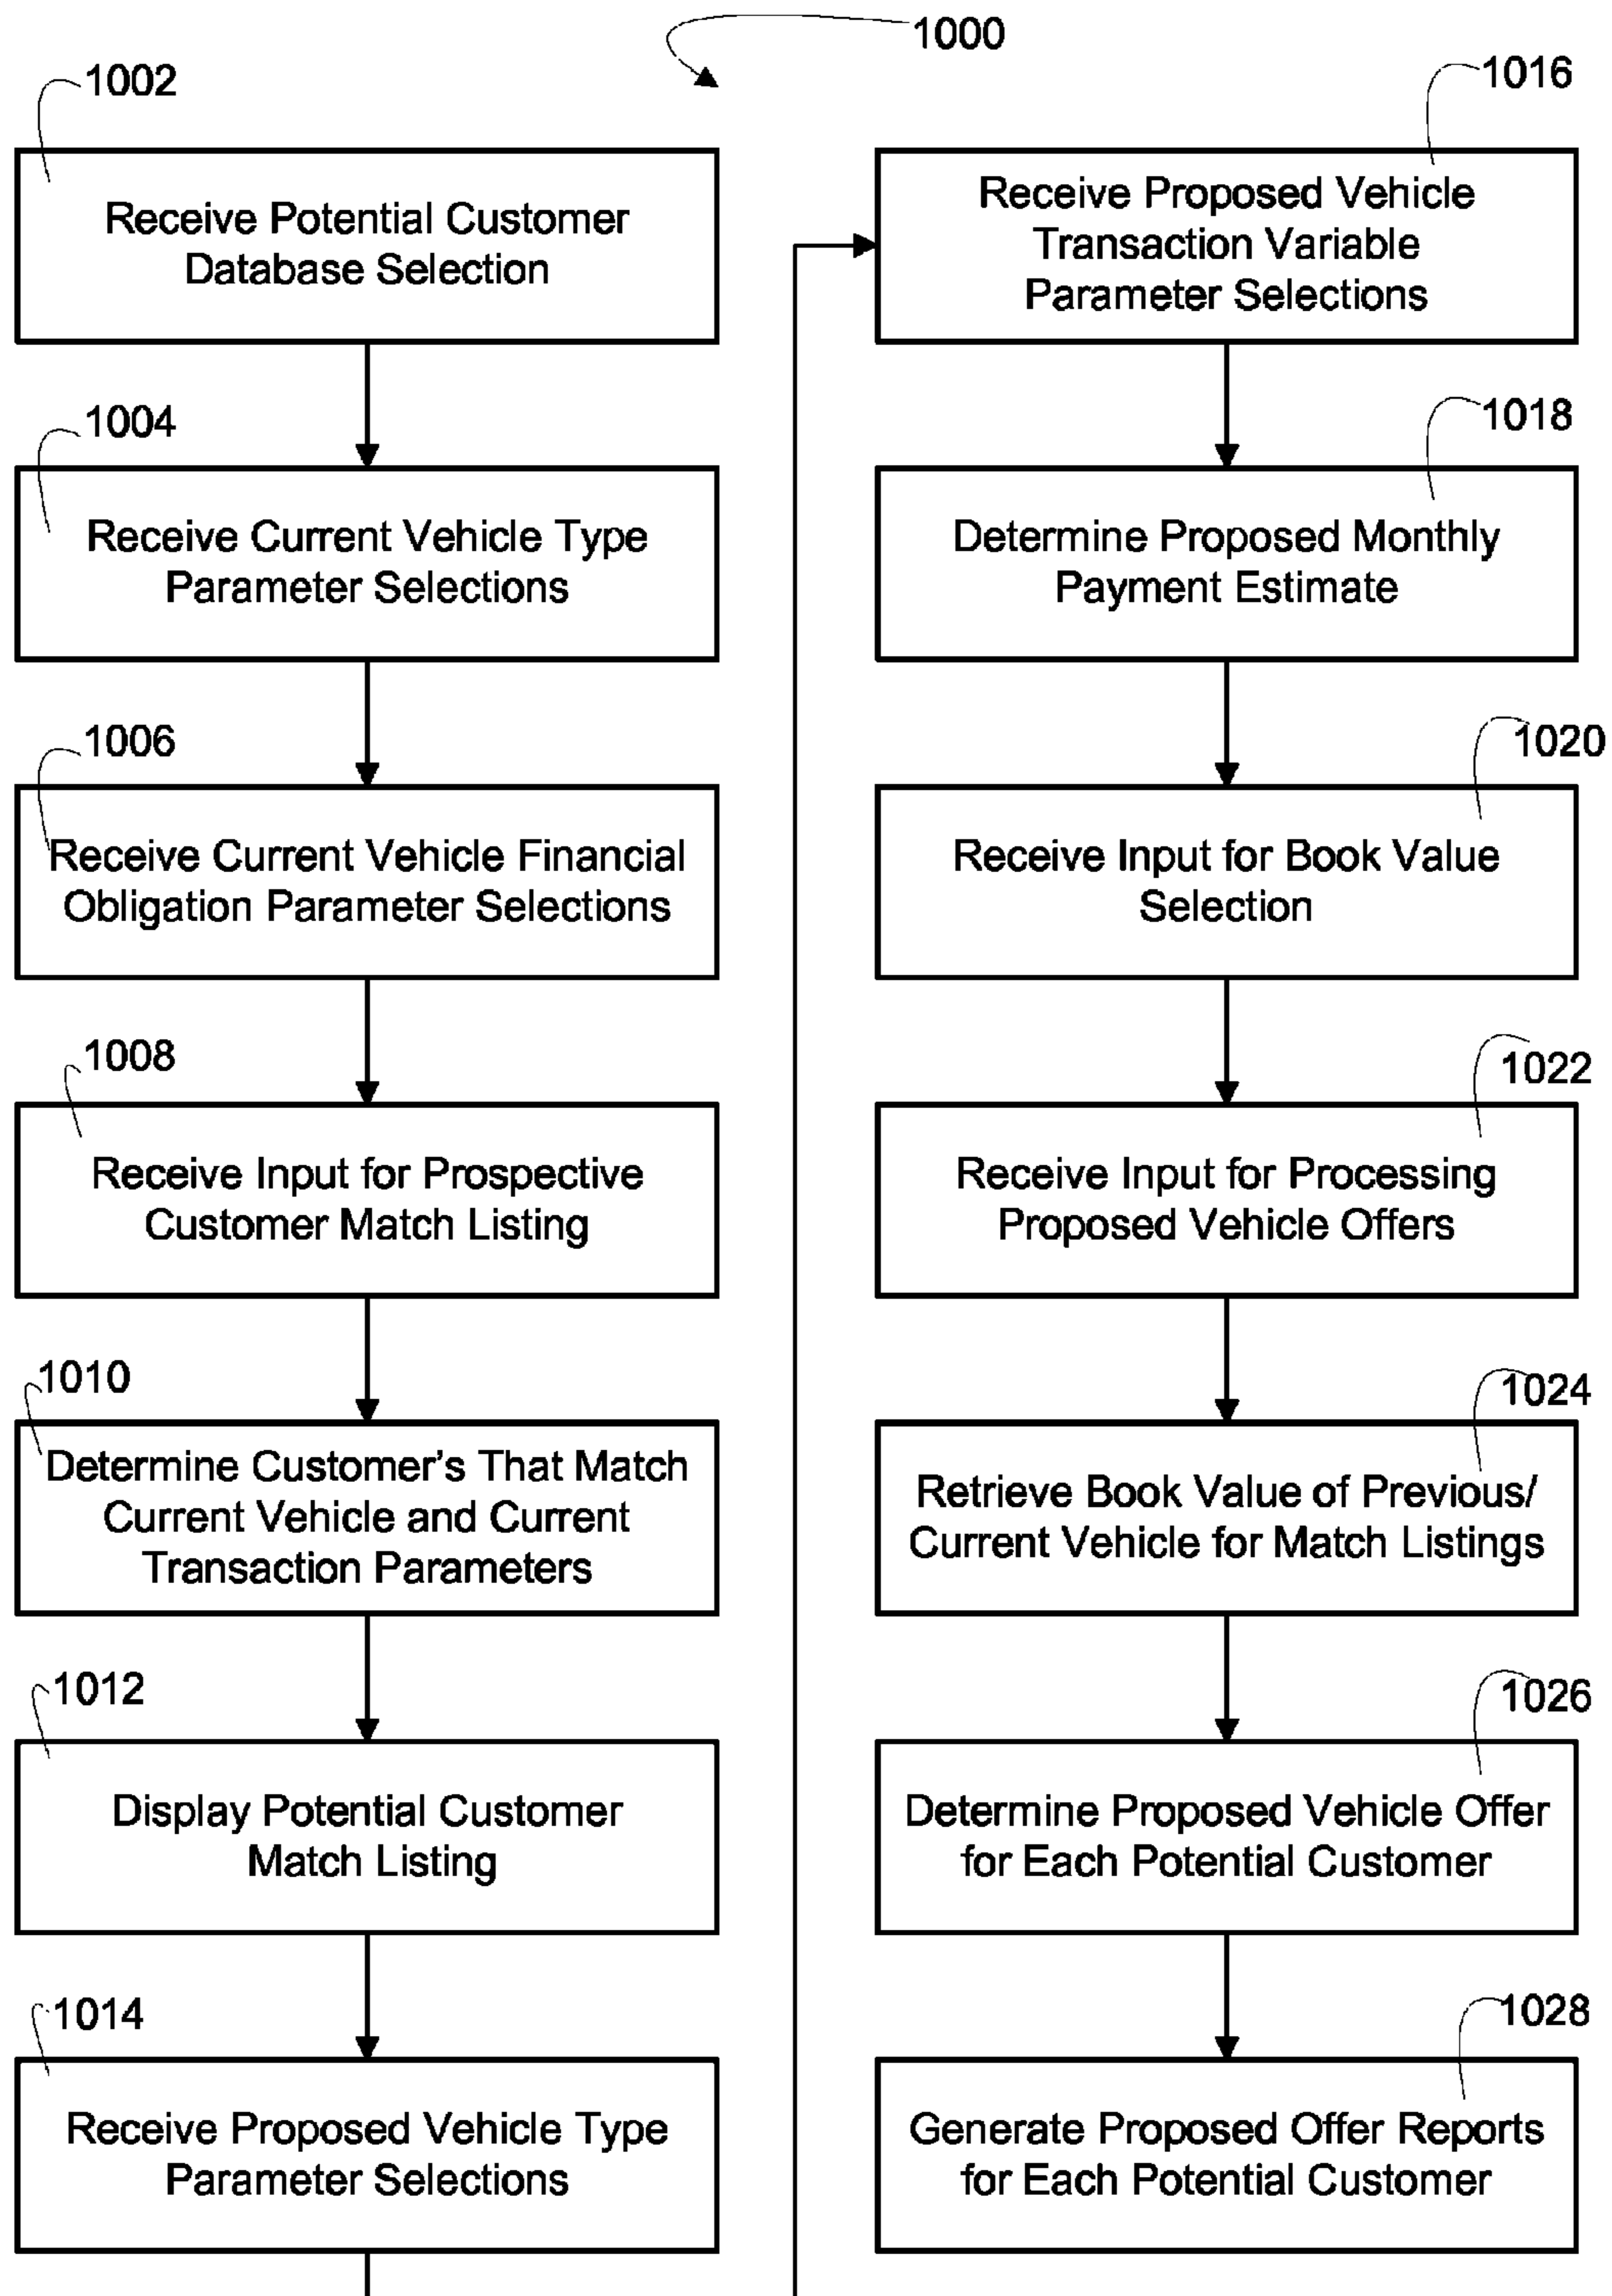 1000
1002
Receive Potential Customer
Database Selection
1004
Receive Current Vehicle Type
Parameter Selections
1006
Receive Current Vehicle Financial
Obligation Parameter Selections
1008
Receive Input for Prospective
Customer Match Listing
1010
Determine Customer's That Match
Current Vehicle and Current
Transaction Parameters
1012
Display Potential Customer
Match Listing
1014
Receive Proposed Vehicle Type
Parameter Selections
1016
Receive Proposed Vehicle
Transaction Variable
Parameter Selections
1018
Determine Proposed Monthly
Payment Estimate
1020
Receive Input for Book Value
Selection
1022
Receive Input for Processing
Proposed Vehicle Offers
1024
Retrieve Book Value of Previous/
Current Vehicle for Match Listings
1026
Determine Proposed Vehicle Offer
for Each Potential Customer
1028
Generate Proposed Offer Reports
for Each Potential Customer